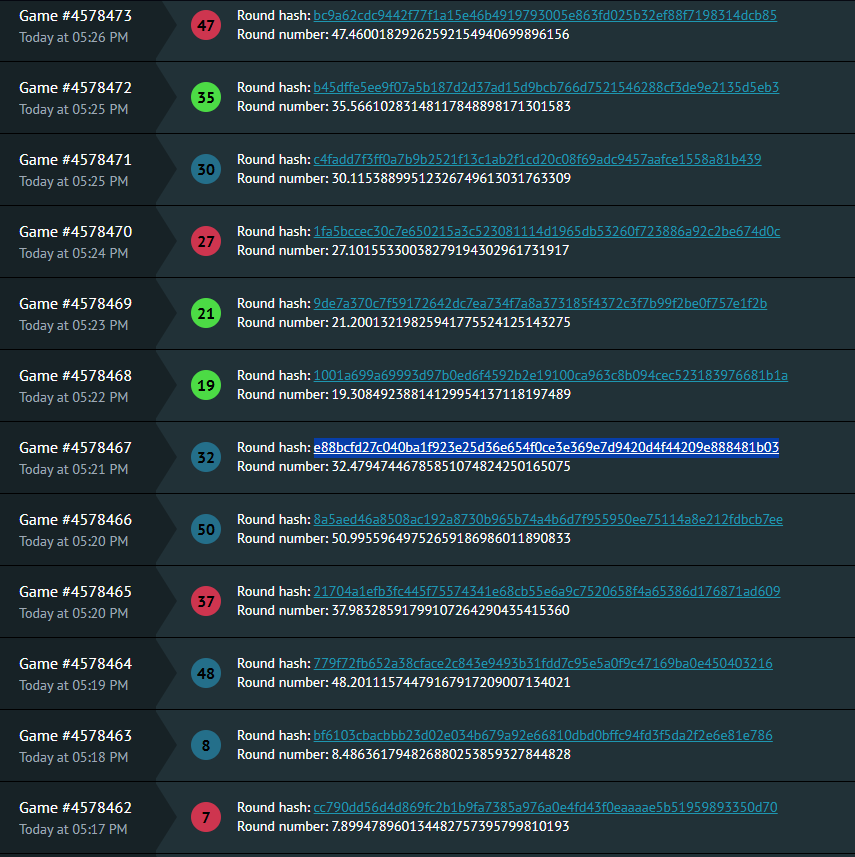 Game #4578473
Today at 05:26 PM
47
Round hash: bc9a62cdc9442f77f1a15e46b4919793005e863fd025b32ef88f7198314dcb85
Round number: 47.46001829262592154940699896156
Game #4578472
Today at 05:25 PM
35
Round hash: b45dffe5ee9f07a5b187d2d37ad15d9bcb766d7521546288cf3de9e2135d5eb3
Round number: 35.56610283148117848898171301583
Game #4578471
Today at 05:25 PM
30
Round hash: c4fadd7f3ff0a7b9b2521f13c1ab2f1cd20c08f69adc9457aafce1558a81b439
Round number: 30.11538899512326749613031763309
Game #4578470
Today at 05:24 PM
27
Round hash: 1fa5bccec30c7e650215a3c523081114d1965db53260f723886a92c2be674d0c
Round number: 27.10155330038279194302961731917
Game #4578469
Today at 05:23 PM
21
Round hash: 9de7a370c7f59172642dc7ea734f7a8a373185f4372c3f7b99f2be0f757e1f2b
Round number: 21.20013219825941775524125143275
Game #4578468
Today at 05:22 PM
19
Round hash: 1001a699a69993d97b0ed6f4592b2e19100ca963c8b094cec523183976681b1a
Round number: 19.30849238814129954137118197489
Game #4578467
Today at 05:21 PM
32
Round hash: e88bcfd27c040ba1f923e25d36e654f0ce3e369e7d9420d4f44209e888481b03
Round number: 32.47947446785851074824250165075
Game #4578466
Today at 05:20 PM
50
Round hash: 8a5aed46a8508ac192a8730b965b74a4b6d7f955950ee75114a8e212fdbcb7ee
Round number: 50.99559649752659186986011890833
Game #4578465
Today at 05:20 PM
37
Round hash: 21704a1efb3fc445f75574341e68cb55e6a9c7520658f4a65386d176871ad609
Round number: 37.98328591799107264290435415360
Game #4578464
Today at 05:19 PM
48
Round hash: 779f72fb652a38cface2c843e9493b31fdd7c95e5a0f9c47169ba0e450403216
Round number: 48.20111574479167917209007134021
Game #4578463
Today at 05:18 PM
8
Round hash: bf6103cbacbbb23d02e034b679a92e66810dbd0bffc94fd3f5da2f2e6e81e786
Round number: 8.486361794826880253859327844828
Game #4578462
Today at 05:17 PM
7
Round hash: cc790dd56d4d869fc2b1b9fa7385a976a0e4fd43f0eaaaae5b51959893350d70
Round number: 7.899478960134482757395799810193